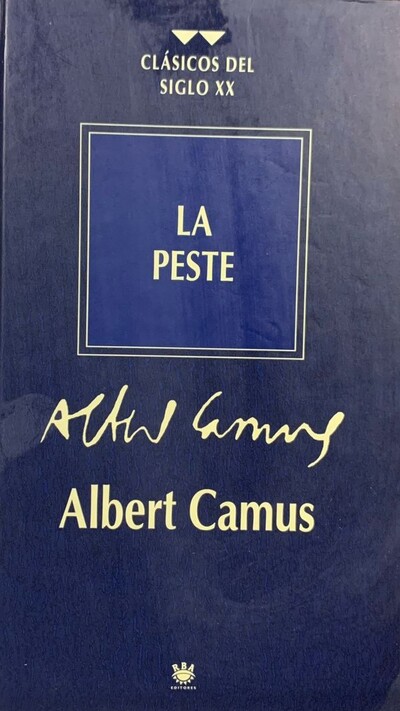 CLÁSICOS DEL
SIGLO XX
LA
PESTE
Albert Camus
Albert Camus
RBA
EDITORES